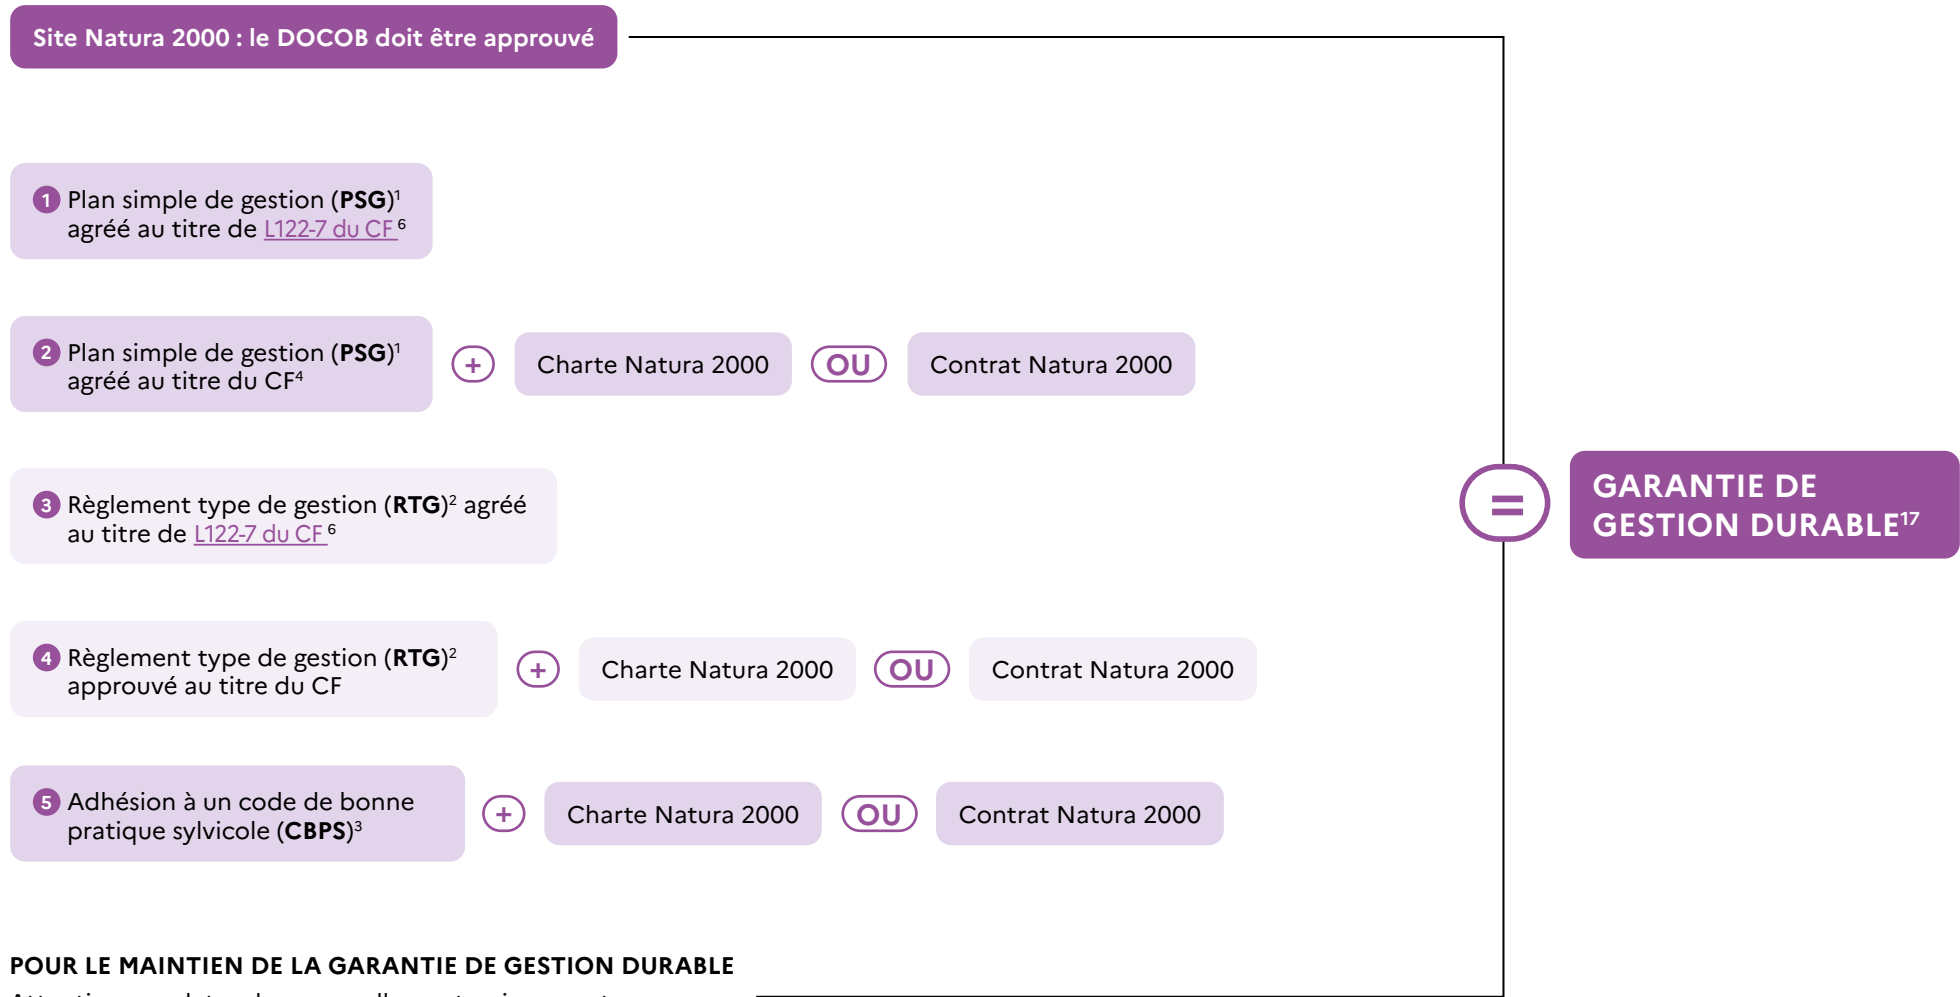 Site Natura 2000 : le DOCOB doit être approuvé
1 Plan simple de gestion (PSG)¹
agréé au titre de L122-7 du CF ⁶
2 Plan simple de gestion (PSG)¹
agréé au titre du CF⁴
+
Charte Natura 2000
OU
Contrat Natura 2000
3 Règlement type de gestion (RTG)² agréé
au titre de L122-7 du CF ⁶
=
GARANTIE DE
GESTION DURABLE¹⁷
4 Règlement type de gestion (RTG)²
approuvé au titre du CF
+
Charte Natura 2000
OU
Contrat Natura 2000
5 Adhésion à un code de bonne
pratique sylvicole (CBPS)³
+
Charte Natura 2000
OU
Contrat Natura 2000
POUR LE MAINTIEN DE LA GARANTIE DE GESTION DURABLE